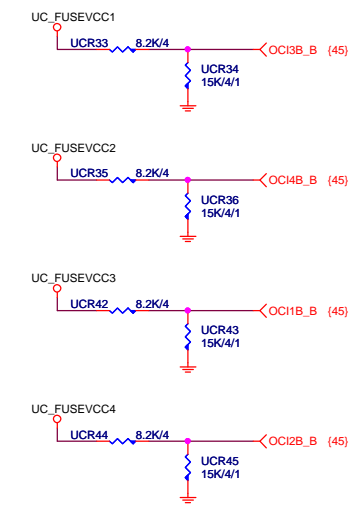 UC_FUSEVCC1
UCR33 8.2K/4 OCI3B_B {45}
UCR34
15K/4/1
UC_FUSEVCC2
UCR35 8.2K/4 OCI4B_B {45}
UCR36
15K/4/1
UC_FUSEVCC3
UCR42 8.2K/4 OCI1B_B {45}
UCR43
15K/4/1
UC_FUSEVCC4
UCR44 8.2K/4 OCI2B_B {45}
UCR45
15K/4/1